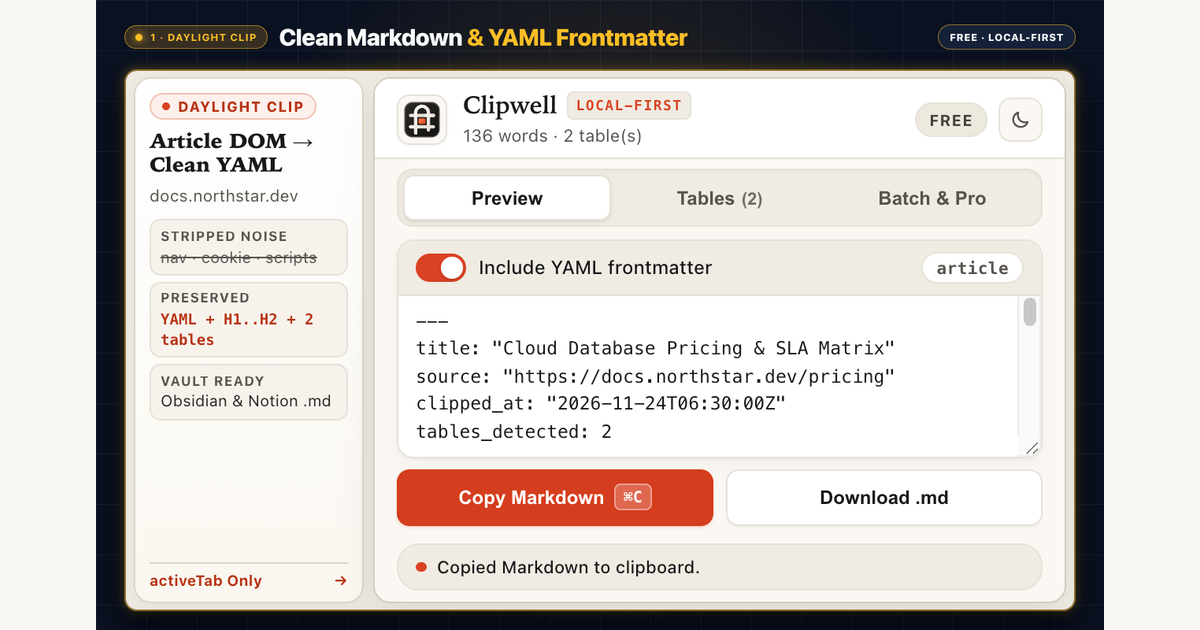 1 · DAYLIGHT CLIP
Clean Markdown & YAML Frontmatter
FREE · LOCAL-FIRST
DAYLIGHT CLIP
Article DOM →
Clean YAML
docs.northstar.dev
STRIPPED NOISE
nav · cookie · scripts
PRESERVED
YAML + H1..H2 + 2
tables
VAULT READY
Obsidian & Notion .md
activeTab Only →
Clipwell
LOCAL-FIRST
136 words · 2 table(s)
FREE
Preview
Tables (2)
Batch & Pro
Include YAML frontmatter
article
---
title: "Cloud Database Pricing & SLA Matrix"
source: "https://docs.northstar.dev/pricing"
clipped_at: "2026-11-24T06:30:00Z"
tables_detected: 2
Copy Markdown ⌘C
Download .md
Copied Markdown to clipboard.